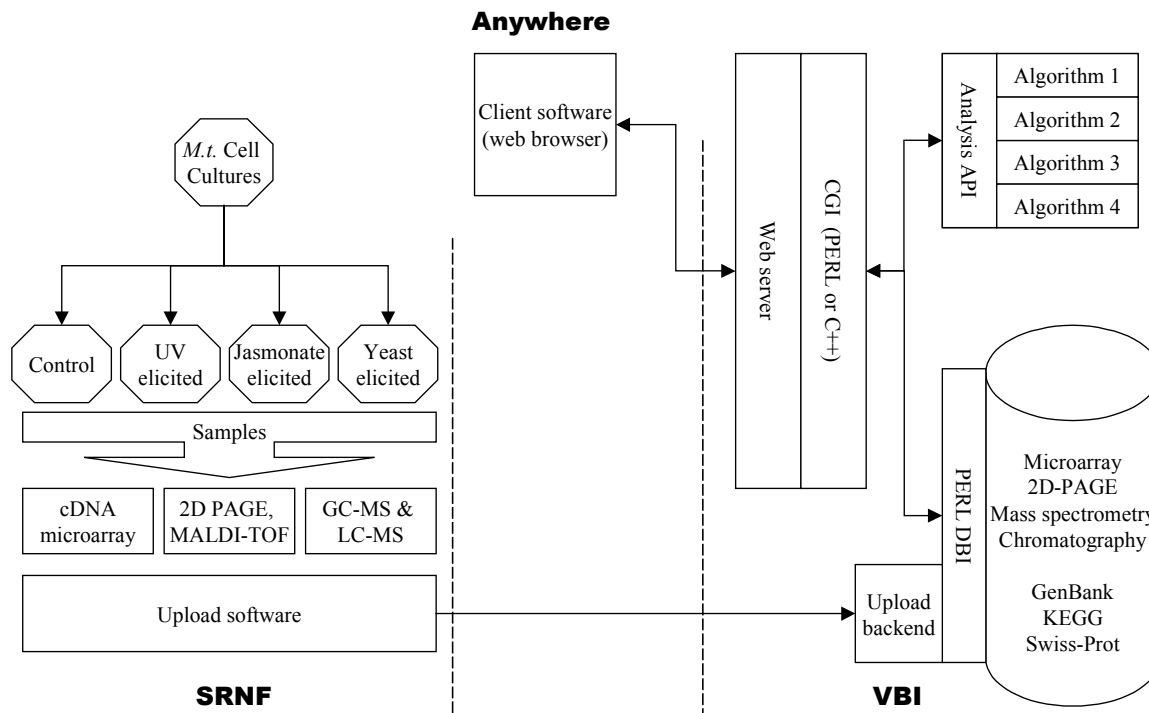 Anywhere
M.t. Cell
Cultures
Control
UV
elicited
Jasmonate
elicited
Yeast
elicited
Samples
cDNA
microarray
2D PAGE,
MALDI-TOF
GC-MS &
LC-MS
Upload software
SRNF
Client software
(web browser)
Web server
CGI (PERL or C++)
Analysis API
Algorithm 1
Algorithm 2
Algorithm 3
Algorithm 4
PERL DBI
Microarray
2D-PAGE
Mass spectrometry
Chromatography
GenBank
KEGG
Swiss-Prot
Upload
backend
VBI